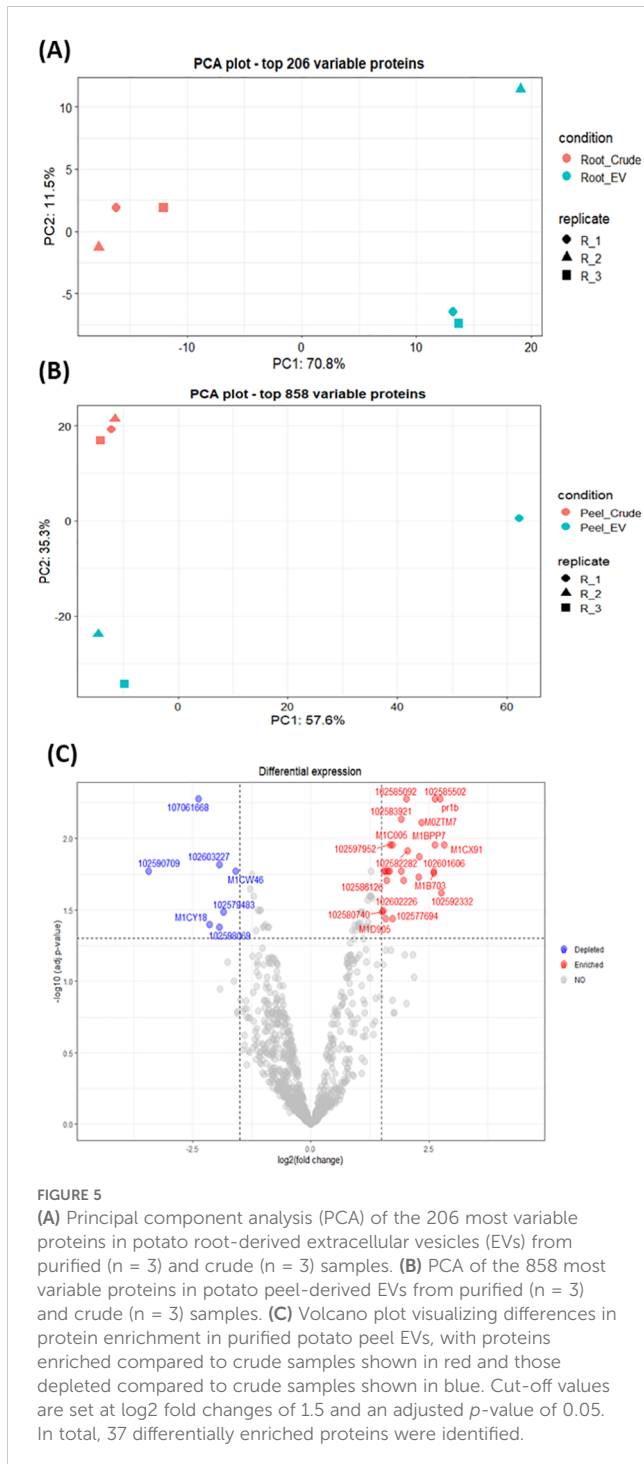 (A)
PCA plot - top 206 variable proteins
PC2: 11.5%
10
5
0
-5
-10
0
10
20
PC1: 70.8%
condition
Root_Crude
Root_EV
replicate
R_1
R_2
R_3
(B)
PCA plot - top 858 variable proteins
PC2: 35.3%
20
0
-20
0
20
40
60
PC1: 57.6%
condition
Peel_Crude
Peel_EV
replicate
R_1
R_2
R_3
(C)
Differential expression
-log10 (adj p-value)
2.0
1.5
1.0
0.5
0.0
-2.5
0.0
2.5
log2(fold change)
107061668
102590709
102603227
M1CW46
102579483
M1CY18
102598069
102585092
102585502
pr1b
102583921
M0ZTM7
M1C005
M1BPP7
102597952
M1CX91
102582282
102601606
102586126
M1B703
102592332
102602226
102580740
102577694
M1D905
Depleted
Enriched
NO
FIGURE 5
(A) Principal component analysis (PCA) of the 206 most variable
proteins in potato root-derived extracellular vesicles (EVs) from
purified (n = 3) and crude (n = 3) samples. (B) PCA of the 858 most
variable proteins in potato peel-derived EVs from purified (n = 3)
and crude (n = 3) samples. (C) Volcano plot visualizing differences in
protein enrichment in purified potato peel EVs, with proteins
enriched compared to crude samples shown in red and those
depleted compared to crude samples shown in blue. Cut-off values
are set at log2 fold changes of 1.5 and an adjusted p-value of 0.05.
In total, 37 differentially enriched proteins were identified.